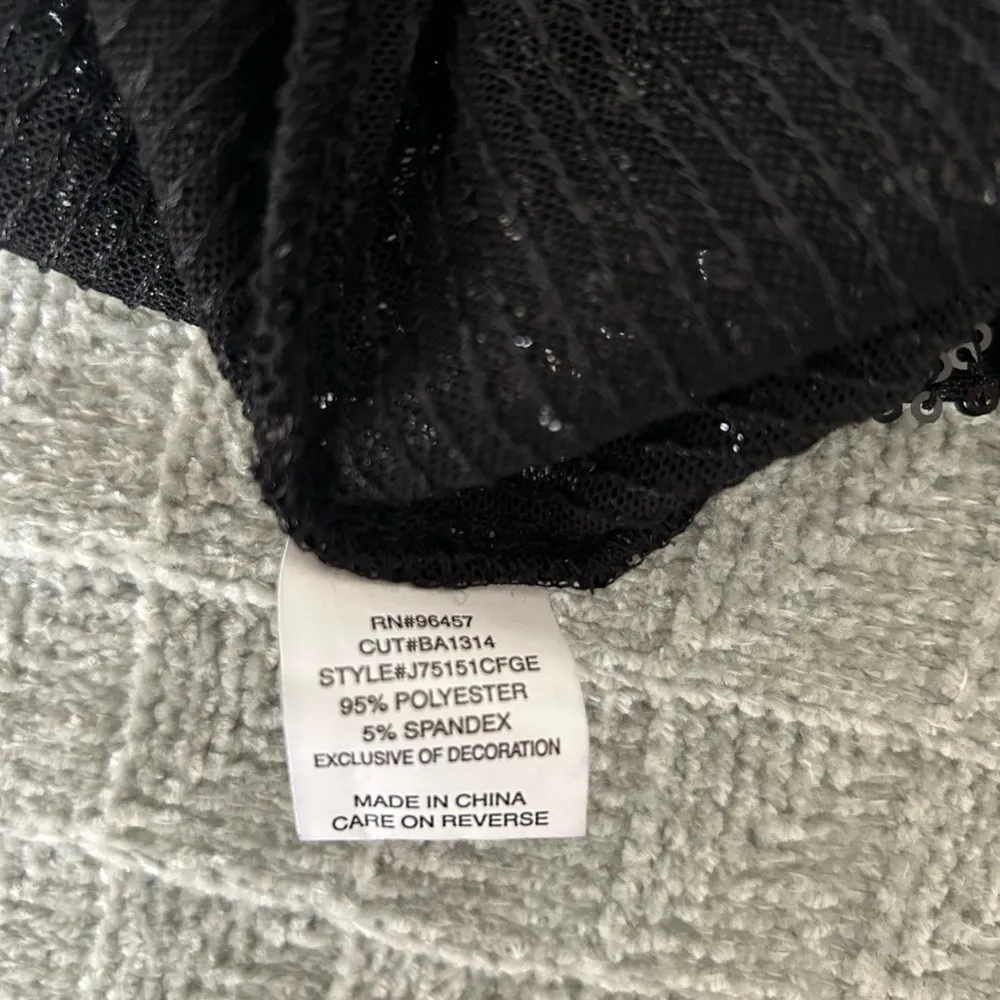 RN#96457
CUT#BA1314
STYLE#J75151CFGE
95% POLYESTER
5% SPANDEX
EXCLUSIVE OF DECORATION
MADE IN CHINA
CARE ON REVERSE